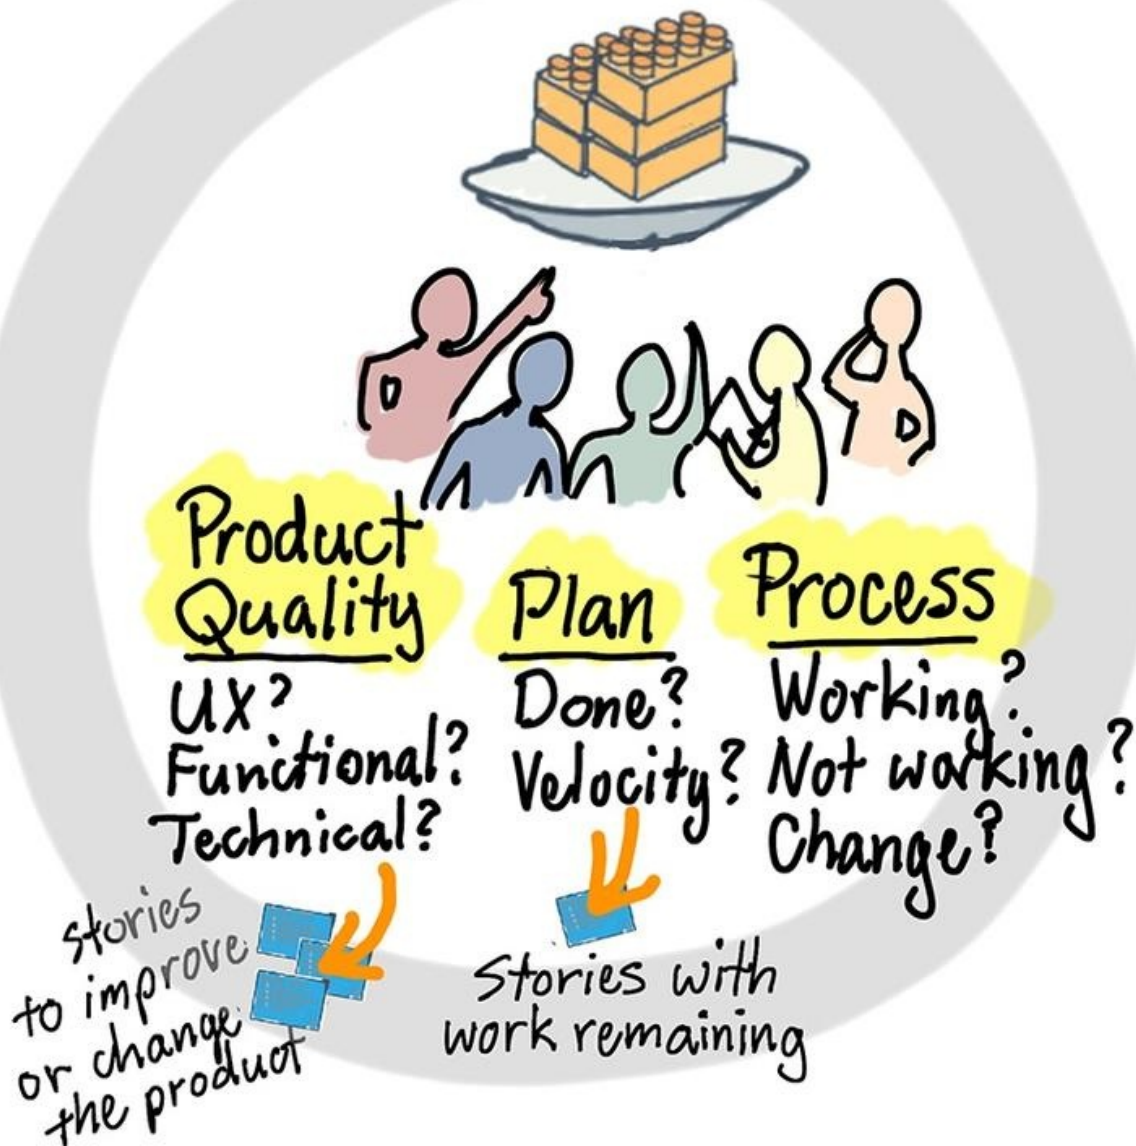 Product
Quality
UX?
Functional?
Technical?
stories
to improve
or change
the product
Plan
Done?
Velocity?
Stories with
work remaining
Process
Working?
Not working?
Change?